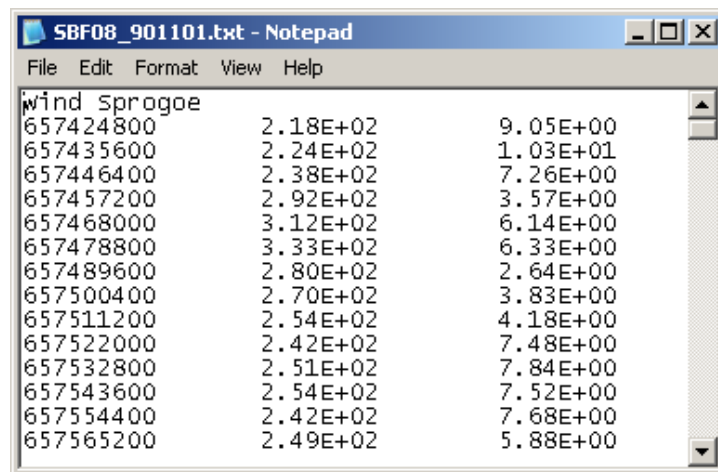 SBF08_901101.txt - Notepad
File Edit Format View Help
Wind Sprogoe
657424800 2.18E+02 9.05E+00
657435600 2.24E+02 1.03E+01
657446400 2.38E+02 7.26E+00
657457200 2.92E+02 3.57E+00
657468000 3.12E+02 6.14E+00
657478800 3.33E+02 6.33E+00
657489600 2.80E+02 2.64E+00
657500400 2.70E+02 3.83E+00
657511200 2.54E+02 4.18E+00
657522000 2.42E+02 7.48E+00
657532800 2.51E+02 7.84E+00
657543600 2.54E+02 7.52E+00
657554400 2.42E+02 7.68E+00
657565200 2.49E+02 5.88E+00